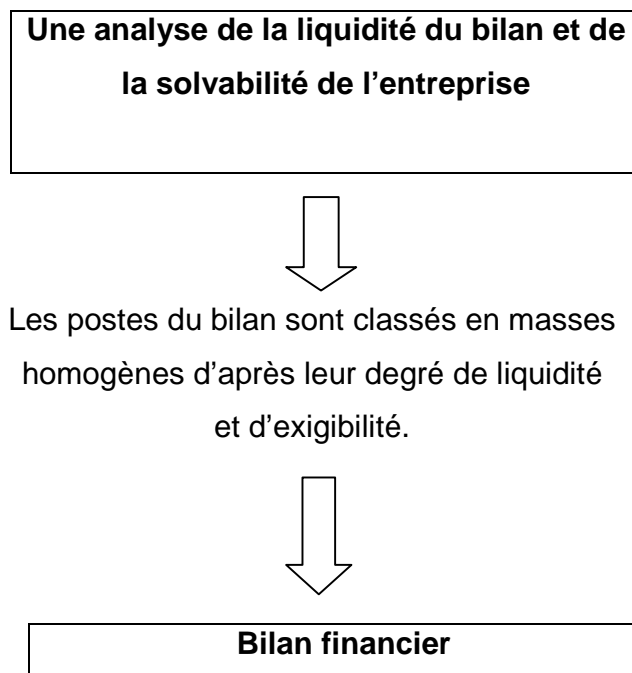 Une analyse de la liquidité du bilan et de
la solvabilité de l’entreprise
Les postes du bilan sont classés en masses
homogènes d’après leur degré de liquidité
et d’exigibilité.
Bilan financier